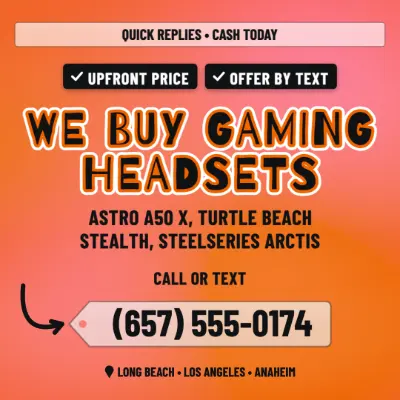 QUICK REPLIES • CASH TODAY
UPFRONT PRICE
OFFER BY TEXT
WE BUY GAMING
HEADSETS
ASTRO A50 X, TURTLE BEACH
STEALTH, STEELSERIES ARCTIS
CALL OR TEXT
(657) 555-0174
LONG BEACH • LOS ANGELES • ANAHEIM